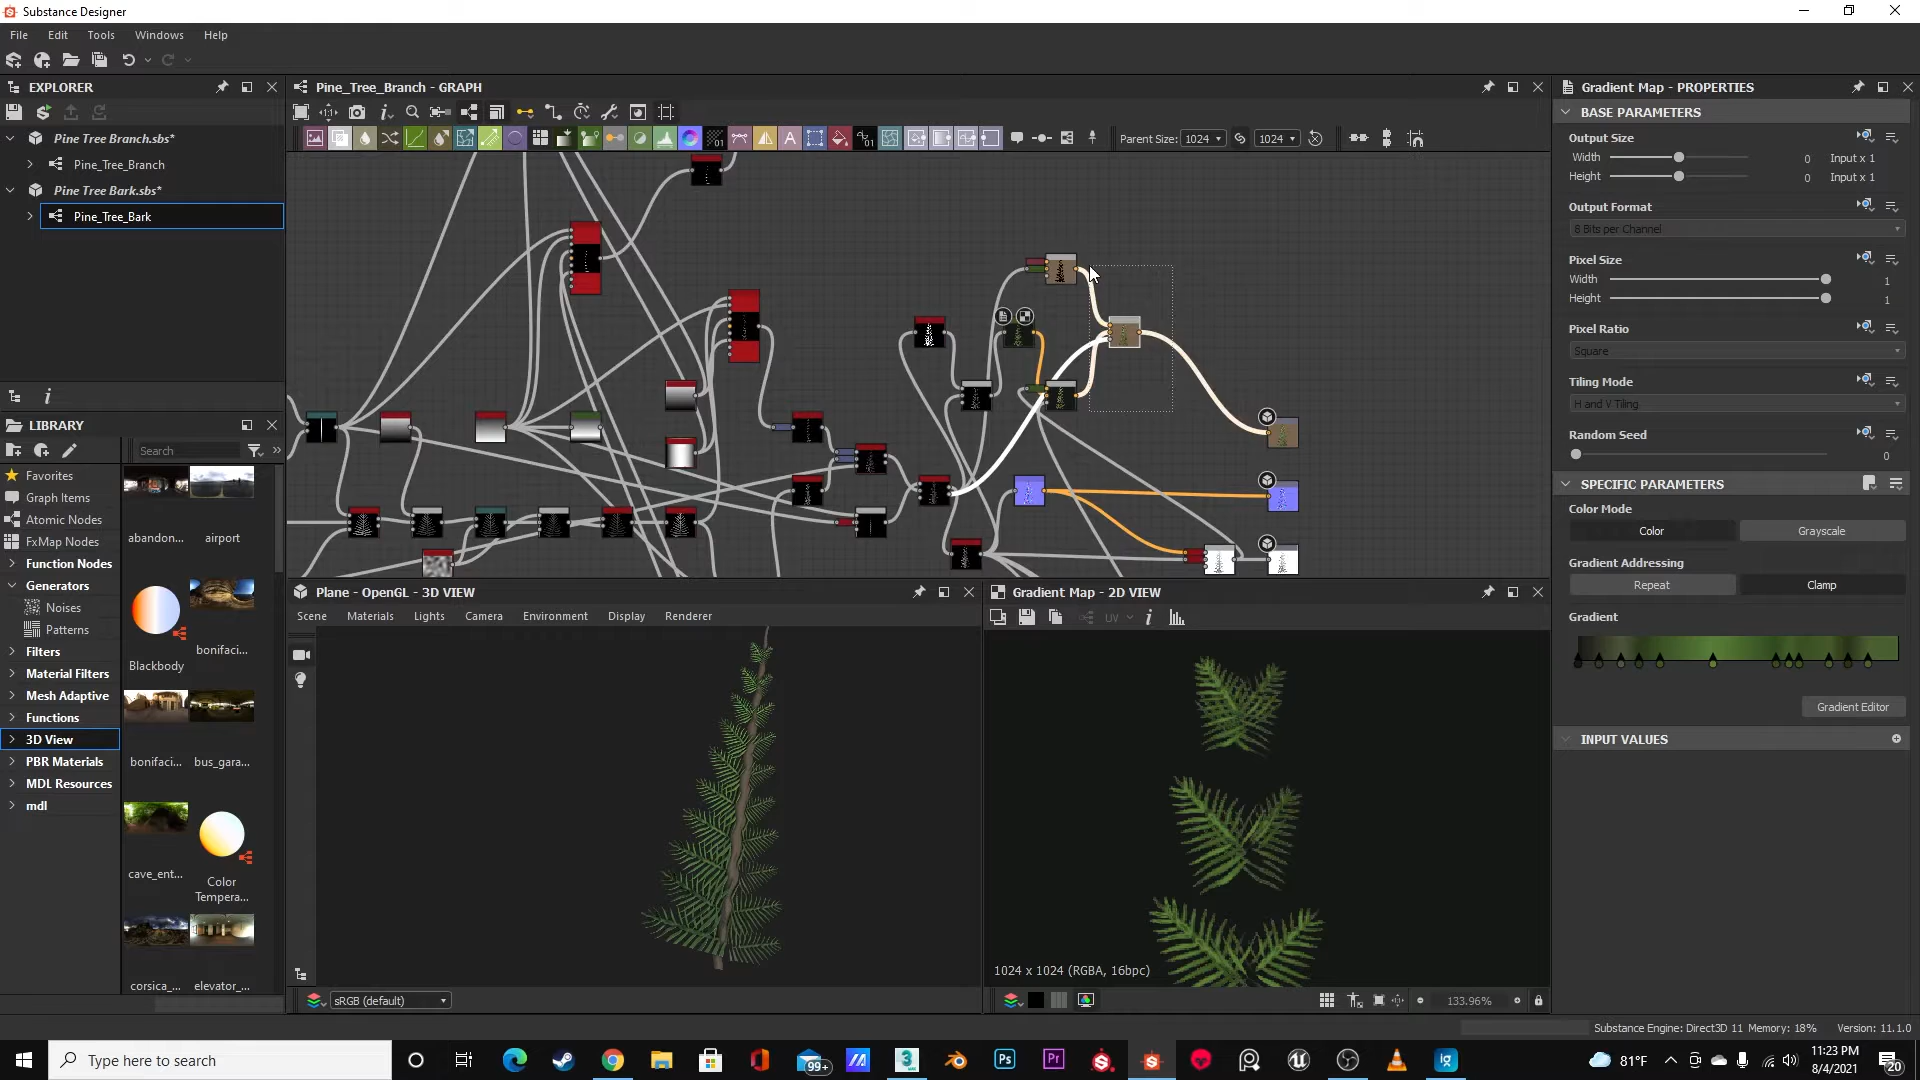 Substance Designer
File Edit Tools Windows Help
EXPLORER
Pine Tree Branch.sbs*
Pine_Tree_Branch
Pine Tree Bark.sbs*
Pine_Tree_Bark
LIBRARY
Search
Favorites
Graph Items
Atomic Nodes
FxMap Nodes
Function Nodes
Generators
Noises
Patterns
Filters
Material Filters
Mesh Adaptive
Functions
3D View
PBR Materials
MDL Resources
mdl
abandon... airport
Blackbody bonifaci...
bonifaci... bus_gara...
cave_ent... Color
Tempera...
corsica_... elevator_...
Pine_Tree_Branch - GRAPH
Parent Size: 1024 1024
Plane - OpenGL - 3D VIEW
Scene Materials Lights Camera Environment Display Renderer
sRGB (default)
Gradient Map - 2D VIEW
UV
1024 x 1024 (RGBA, 16bpc)
133.96%
Gradient Map - PROPERTIES
BASE PARAMETERS
Output Size
Width 0 Input x 1
Height 0 Input x 1
Output Format
8 Bits per Channel
Pixel Size
Width 1
Height 1
Pixel Ratio
Square
Tiling Mode
H and V Tiling
Random Seed
0
SPECIFIC PARAMETERS
Color Mode
Color Grayscale
Gradient Addressing
Repeat Clamp
Gradient
Gradient Editor
INPUT VALUES
Substance Engine: Direct3D 11 Memory: 18% Version: 11.1.0
Type here to search
99+
Ps
Pr
81°F
11:23 PM
8/4/2021
20